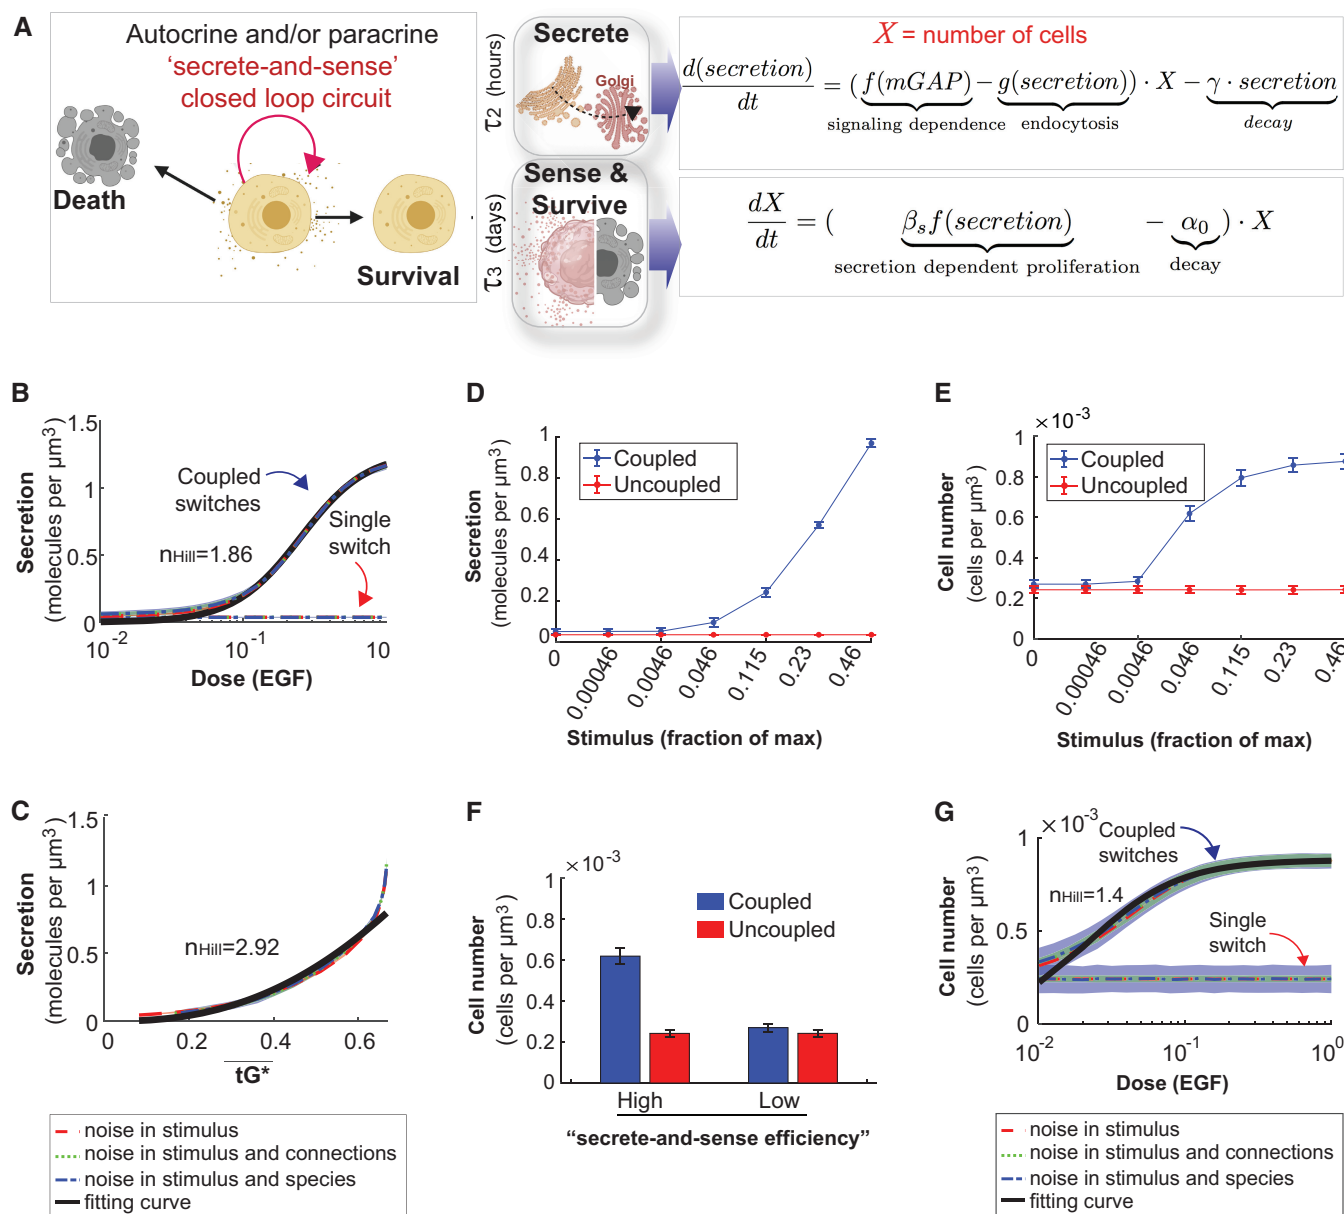 A
Autocrine and/or paracrine
‘secrete-and-sense’
closed loop circuit
Death
Survival
τ2 (hours)
Secrete
Golgi
τ3 (days)
Sense &
Survive
X = number of cells
d(secretion)/dt = (f(mGAP) − g(secretion)) · X − γ · secretion
signaling dependence endocytosis decay
dX/dt = ( βs f(secretion) − α0 ) · X
secretion dependent proliferation decay
B
Secretion
(molecules per µm3)
1.5
1
0.5
0
Coupled
switches
Single
switch
nHill=1.86
10-2 10-1 10
Dose (EGF)
D
Secretion
(molecules per µm3)
1
0.8
0.6
0.4
0.2
0
Coupled
Uncoupled
0 0.00046 0.0046 0.046 0.115 0.23 0.46
Stimulus (fraction of max)
E
×10-3
Cell number
(cells per µm3)
1
0.8
0.6
0.4
0.2
0
Coupled
Uncoupled
0 0.00046 0.0046 0.046 0.115 0.23 0.46
Stimulus (fraction of max)
C
Secretion
(molecules per µm3)
1.5
1
0.5
0
nHill=2.92
0 0.2 0.4 0.6
tG*
noise in stimulus
noise in stimulus and connections
noise in stimulus and species
fitting curve
F
×10-3
Cell number
(cells per µm3)
1
0.8
0.6
0.4
0.2
0
Coupled
Uncoupled
High Low
“secrete-and-sense efficiency”
G
×10-3
Cell number
(cells per µm3)
1
0.5
0
Coupled
switches
nHill=1.4
Single
switch
10-2 10-1 100
Dose (EGF)
noise in stimulus
noise in stimulus and connections
noise in stimulus and species
fitting curve